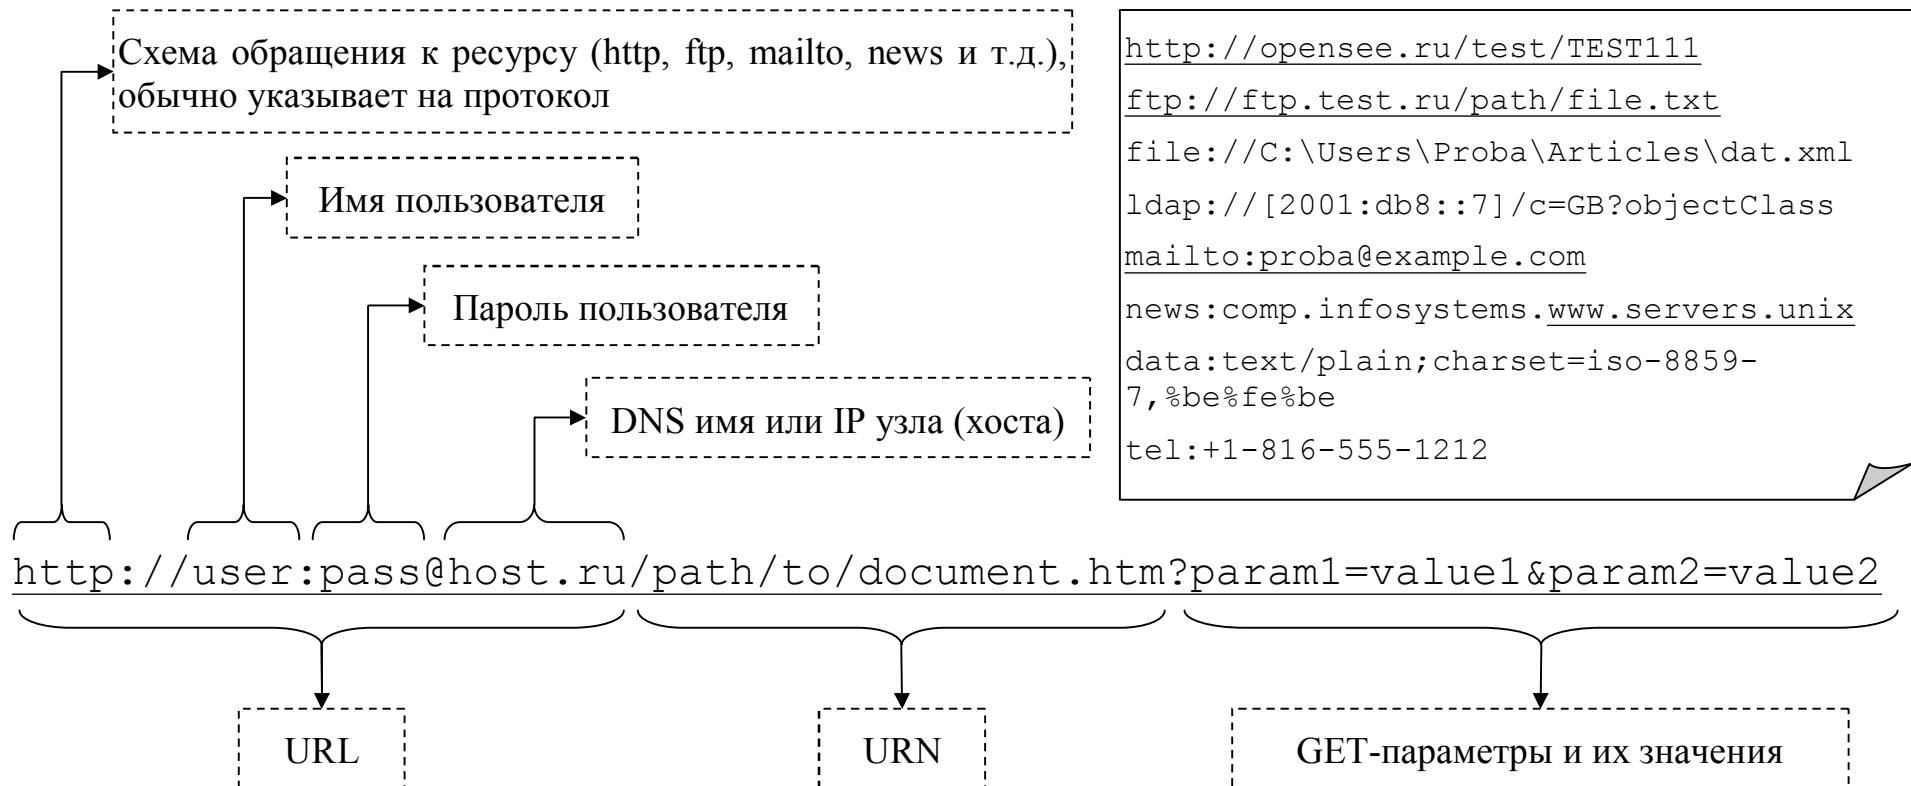 Схема обращения к ресурсу (http, ftp, mailto, news и т.д.),
обычно указывает на протокол
Имя пользователя
Пароль пользователя
DNS имя или IP узла (хоста)
http://opensee.ru/test/TEST111
ftp://ftp.test.ru/path/file.txt
file://C:\Users\Proba\Articles\dat.xml
ldap://[2001:db8::7]/c=GB?objectClass
mailto:proba@example.com
news:comp.infosystems.www.servers.unix
data:text/plain;charset=iso-8859-
7,%be%fe%be
tel:+1-816-555-1212
http://user:pass@host.ru/path/to/document.htm?param1=value1&param2=value2
URL
URN
GET-параметры и их значения